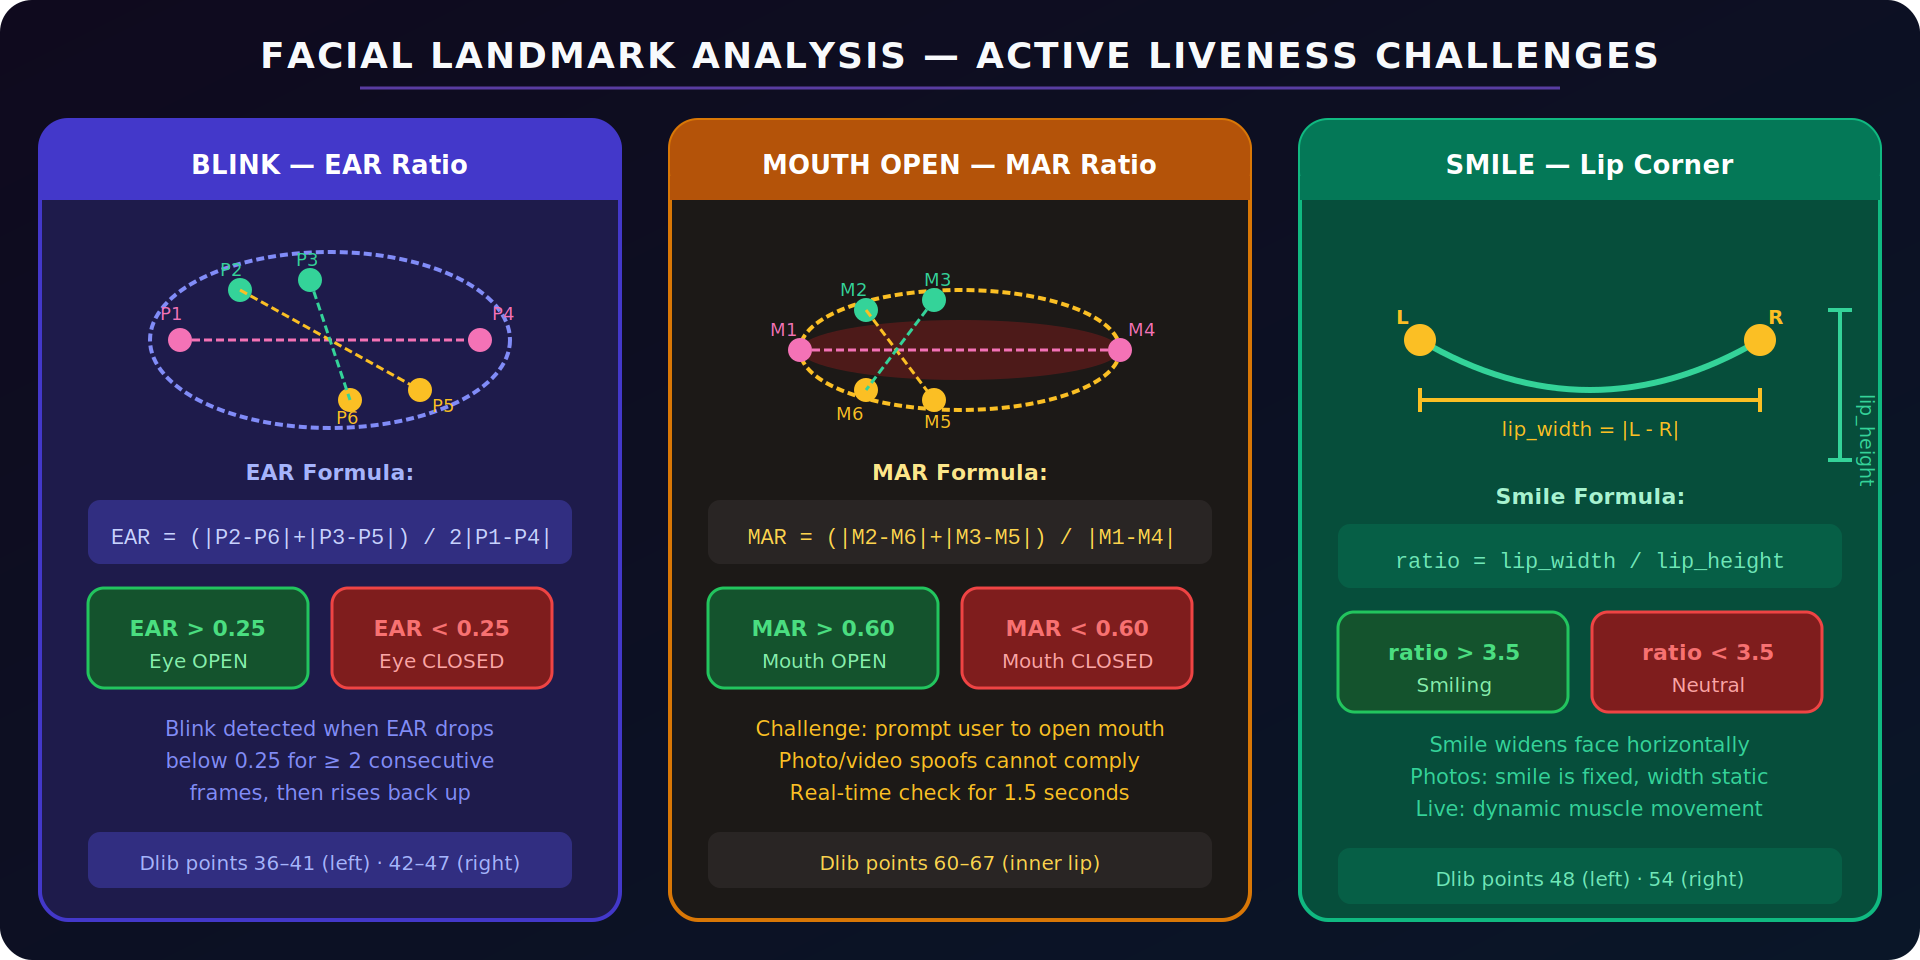 FACIAL LANDMARK ANALYSIS — ACTIVE LIVENESS CHALLENGES
BLINK — EAR Ratio
P2
P3
P1
P4
P5
P6
EAR Formula:
EAR = (|P2-P6|+|P3-P5|) / 2|P1-P4|
EAR > 0.25
Eye OPEN
EAR < 0.25
Eye CLOSED
Blink detected when EAR drops
below 0.25 for ≥ 2 consecutive
frames, then rises back up
Dlib points 36–41 (left) · 42–47 (right)
MOUTH OPEN — MAR Ratio
M2
M3
M1
M4
M6
M5
MAR Formula:
MAR = (|M2-M6|+|M3-M5|) / |M1-M4|
MAR > 0.60
Mouth OPEN
MAR < 0.60
Mouth CLOSED
Challenge: prompt user to open mouth
Photo/video spoofs cannot comply
Real-time check for 1.5 seconds
Dlib points 60–67 (inner lip)
SMILE — Lip Corner
L
R
lip_width = |L - R|
lip_height
Smile Formula:
ratio = lip_width / lip_height
ratio > 3.5
Smiling
ratio < 3.5
Neutral
Smile widens face horizontally
Photos: smile is fixed, width static
Live: dynamic muscle movement
Dlib points 48 (left) · 54 (right)